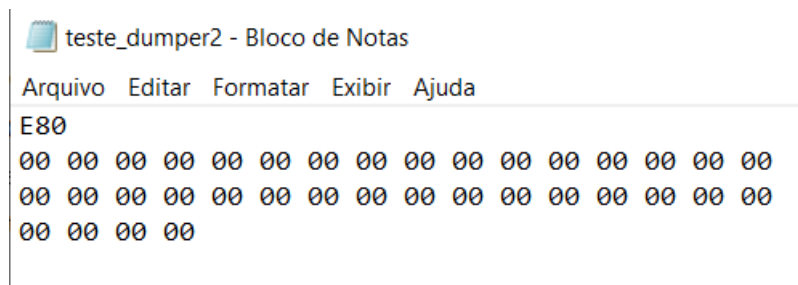 teste_dumper2 - Bloco de Notas
Arquivo Editar Formatar Exibir Ajuda
E80
00 00 00 00 00 00 00 00 00 00 00 00 00 00 00 00
00 00 00 00 00 00 00 00 00 00 00 00 00 00 00 00
00 00 00 00